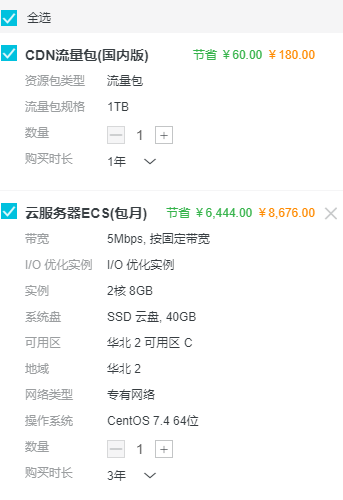 全选
CDN流量包(国内版) 节省 ￥60.00 ￥180.00
资源包类型 流量包
流量包规格 1TB
数量 — 1 +
购买时长 1年
云服务器ECS(包月) 节省 ￥6,444.00 ￥8,676.00
带宽 5Mbps, 按固定带宽
I/O 优化实例 I/O 优化实例
实例 2核 8GB
系统盘 SSD 云盘, 40GB
可用区 华北 2 可用区 C
地域 华北 2
网络类型 专有网络
操作系统 CentOS 7.4 64位
数量 — 1 +
购买时长 3年